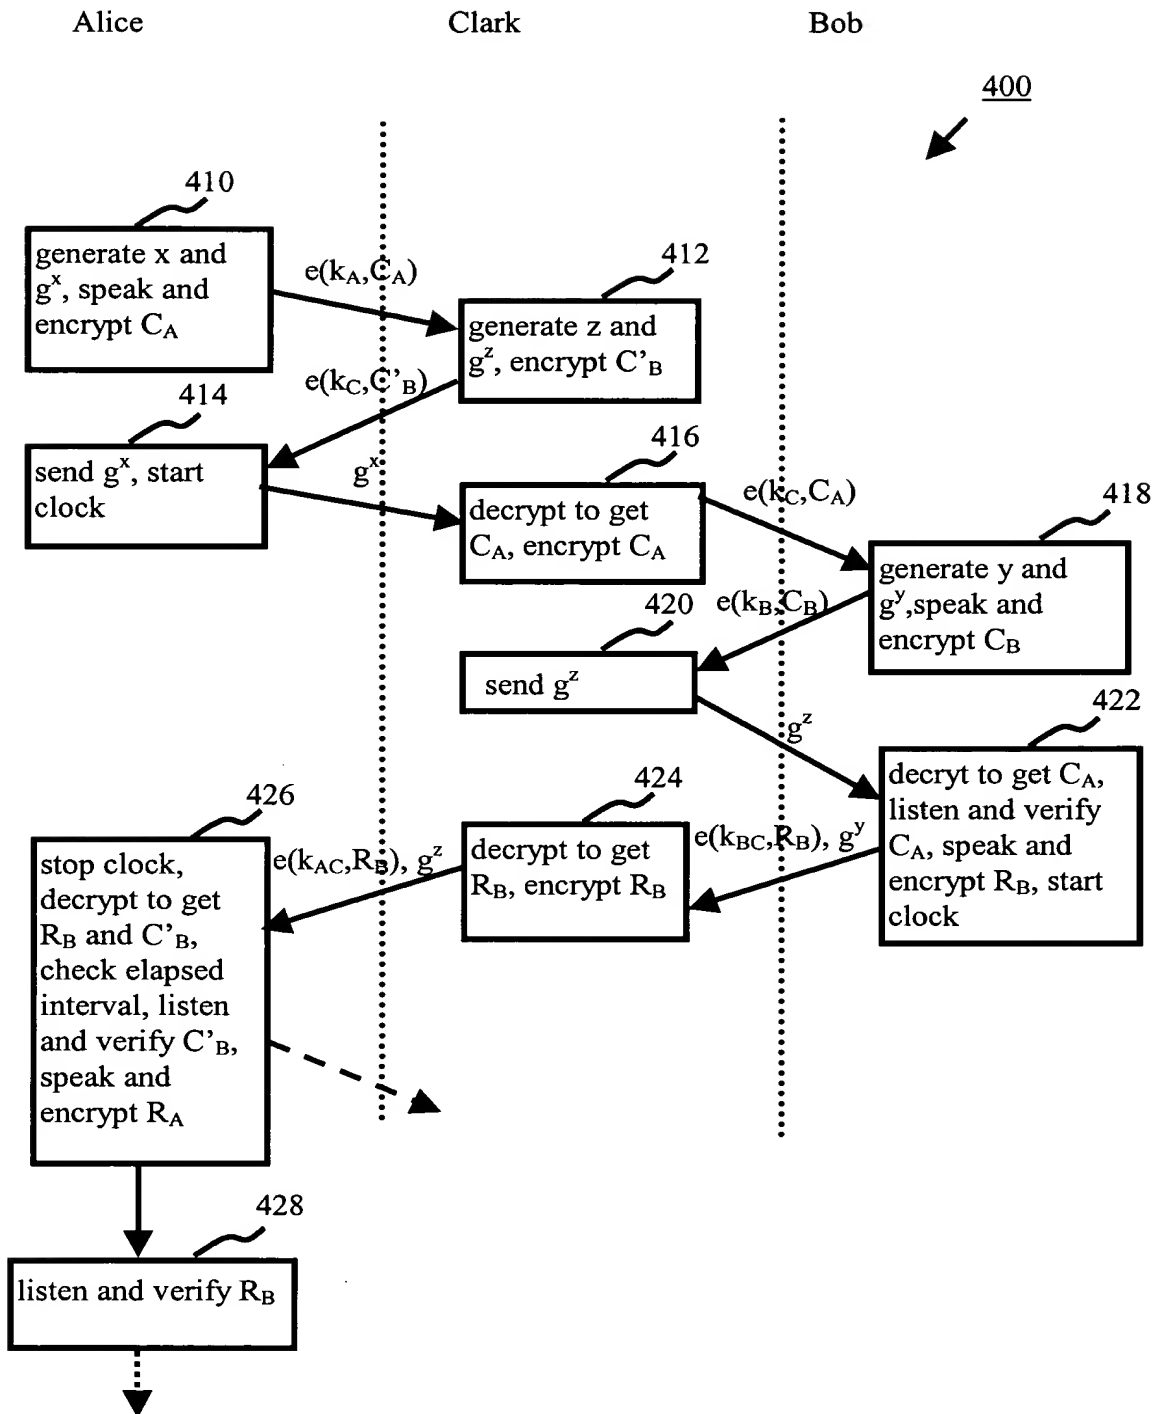 Alice Clark Bob
400
410
generate x and
g^x, speak and
encrypt C_A
e(k_A,C_A)
412
generate z and
g^z, encrypt C'_B
e(k_C,C'_B)
414
send g^x, start
clock
g^x
416
decrypt to get
C_A, encrypt C_A
e(k_C,C_A)
418
generate y and
g^y,speak and
encrypt C_B
e(k_B,C_B)
420
send g^z
g^z
422
decryt to get C_A,
listen and verify
C_A, speak and
encrypt R_B, start
clock
e(k_BC,R_B), g^y
424
decrypt to get
R_B, encrypt R_B
e(k_AC,R_B), g^z
426
stop clock,
decrypt to get
R_B and C'_B,
check elapsed
interval, listen
and verify C'_B,
speak and
encrypt R_A
428
listen and verify R_B